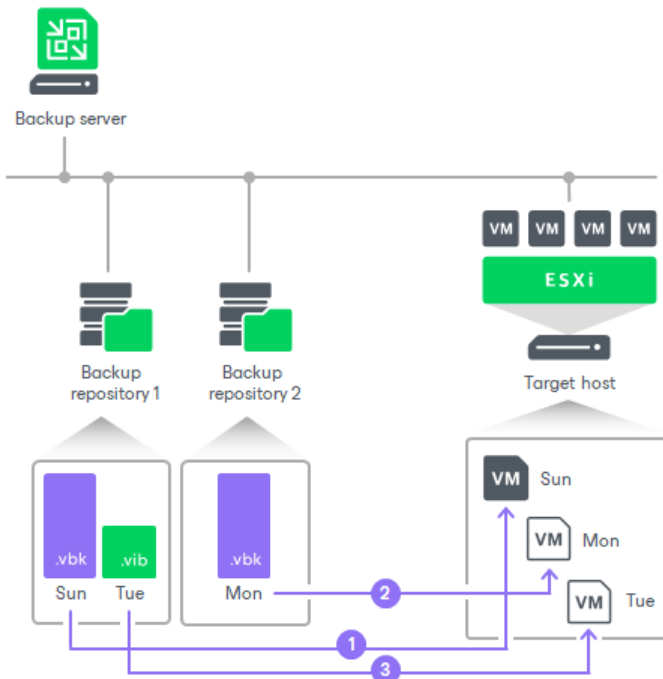 Backup server
VM VM VM VM
ESXi
Backup
repository 1
Backup
repository 2
Target host
.vbk
.vib
Sun
Tue
.vbk
Mon
VM Sun
VM Mon
VM Tue
2
1
3